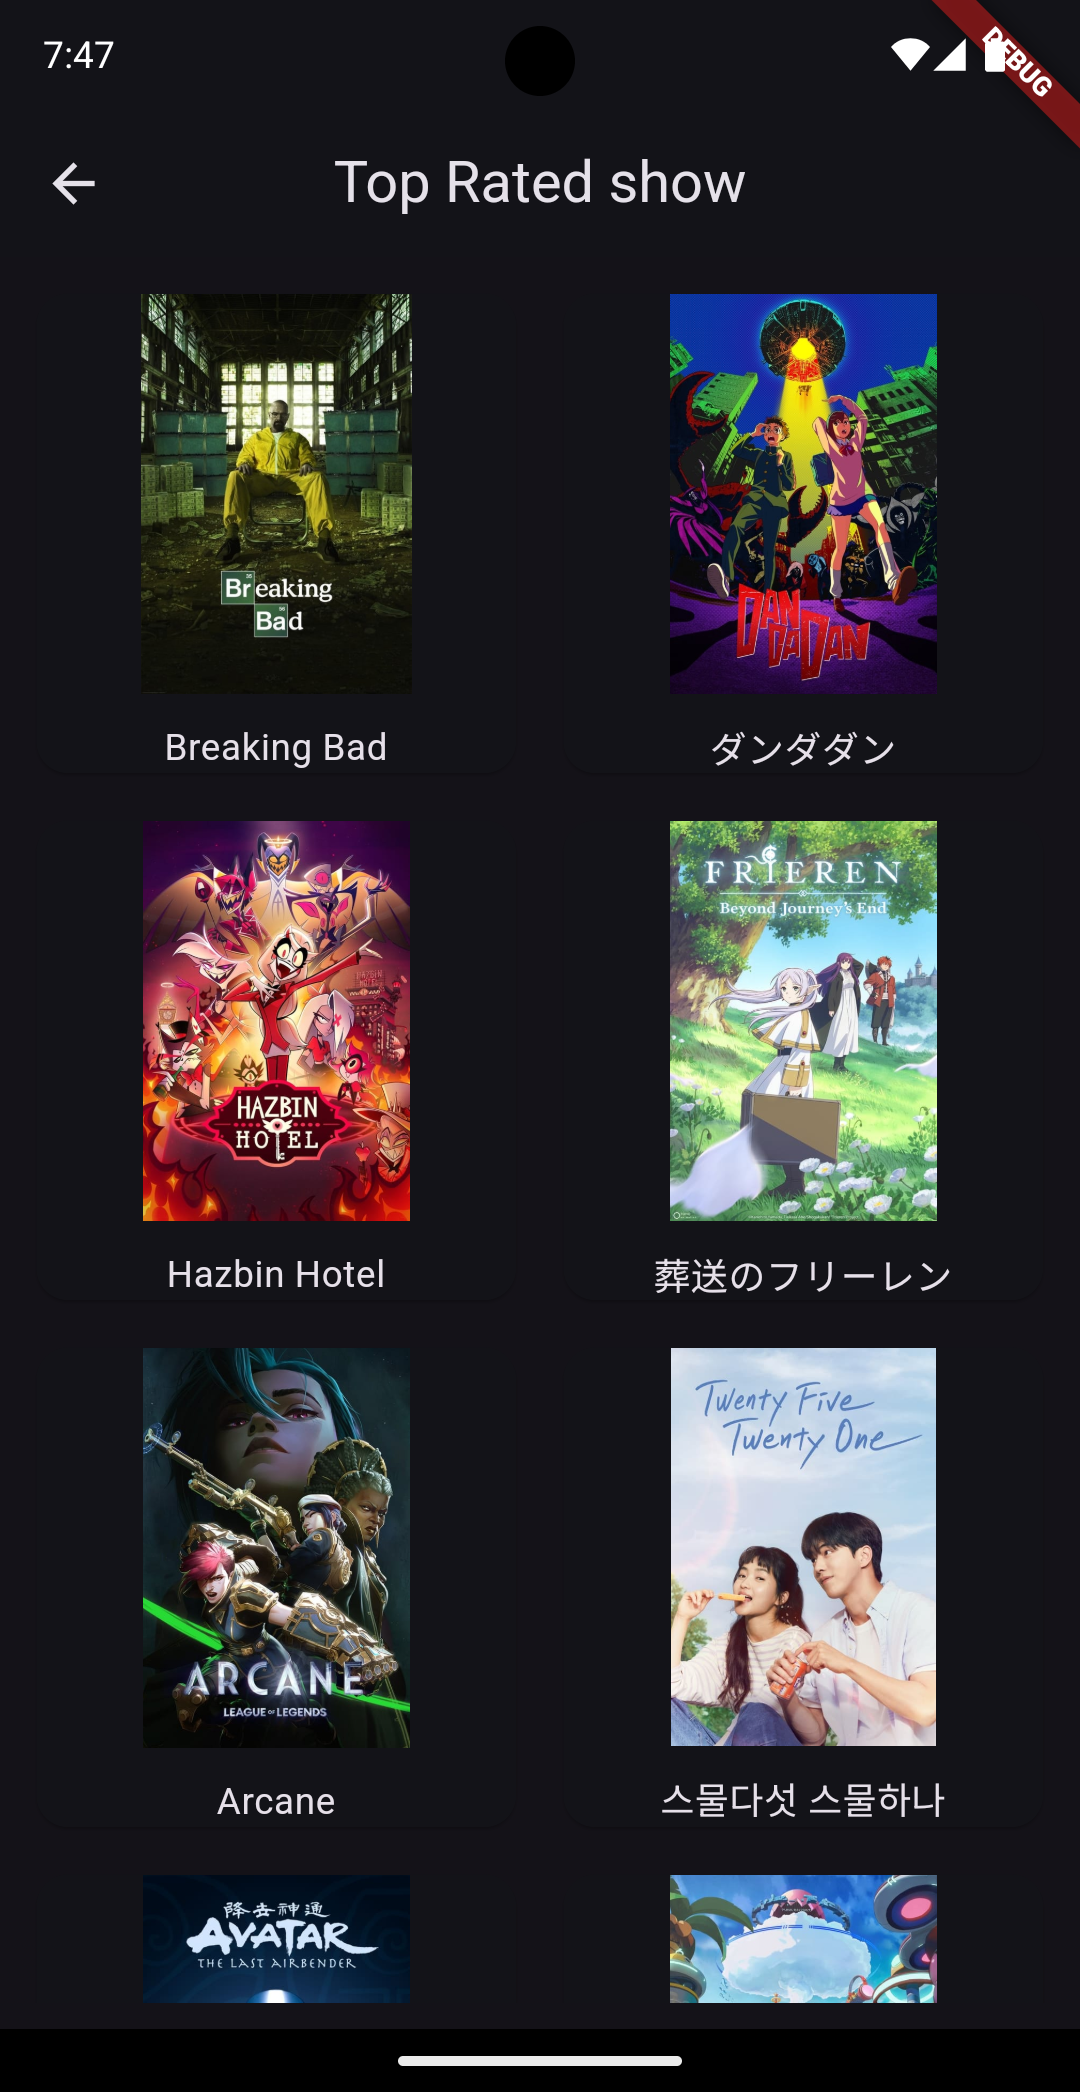 7:47
DEBUG
Top Rated show
Breaking
Bad
DAN
DA DAN
Breaking Bad
ダンダダン
HAZBIN
HOTEL
FRIEREN
Beyond Journey's End
Hazbin Hotel
葬送のフリーレン
ARCANE
LEAGUE OF LEGENDS
Twenty Five
Twenty One
Arcane
스물다섯 스물하나
降去神通
AVATAR
THE LAST AIRBENDER